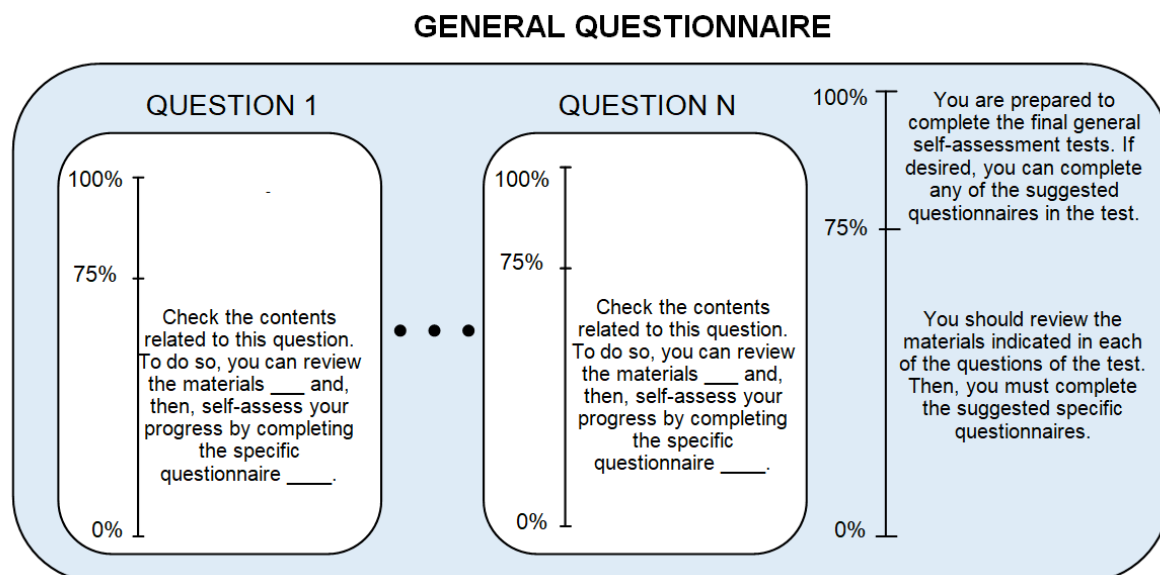 GENERAL QUESTIONNAIRE
QUESTION 1
100%
-
75%
Check the contents
related to this question.
To do so, you can review
the materials ___ and,
then, self-assess your
progress by completing
the specific
questionnaire ____.
0%
• • •
QUESTION N
100%
75%
Check the contents
related to this question.
To do so, you can review
the materials ___ and,
then, self-assess your
progress by completing
the specific
questionnaire ____.
0%
100%
You are prepared to
complete the final general
self-assessment tests. If
desired, you can complete
any of the suggested
questionnaires in the test.
75%
You should review the
materials indicated in each
of the questions of the test.
Then, you must complete
the suggested specific
questionnaires.
0%